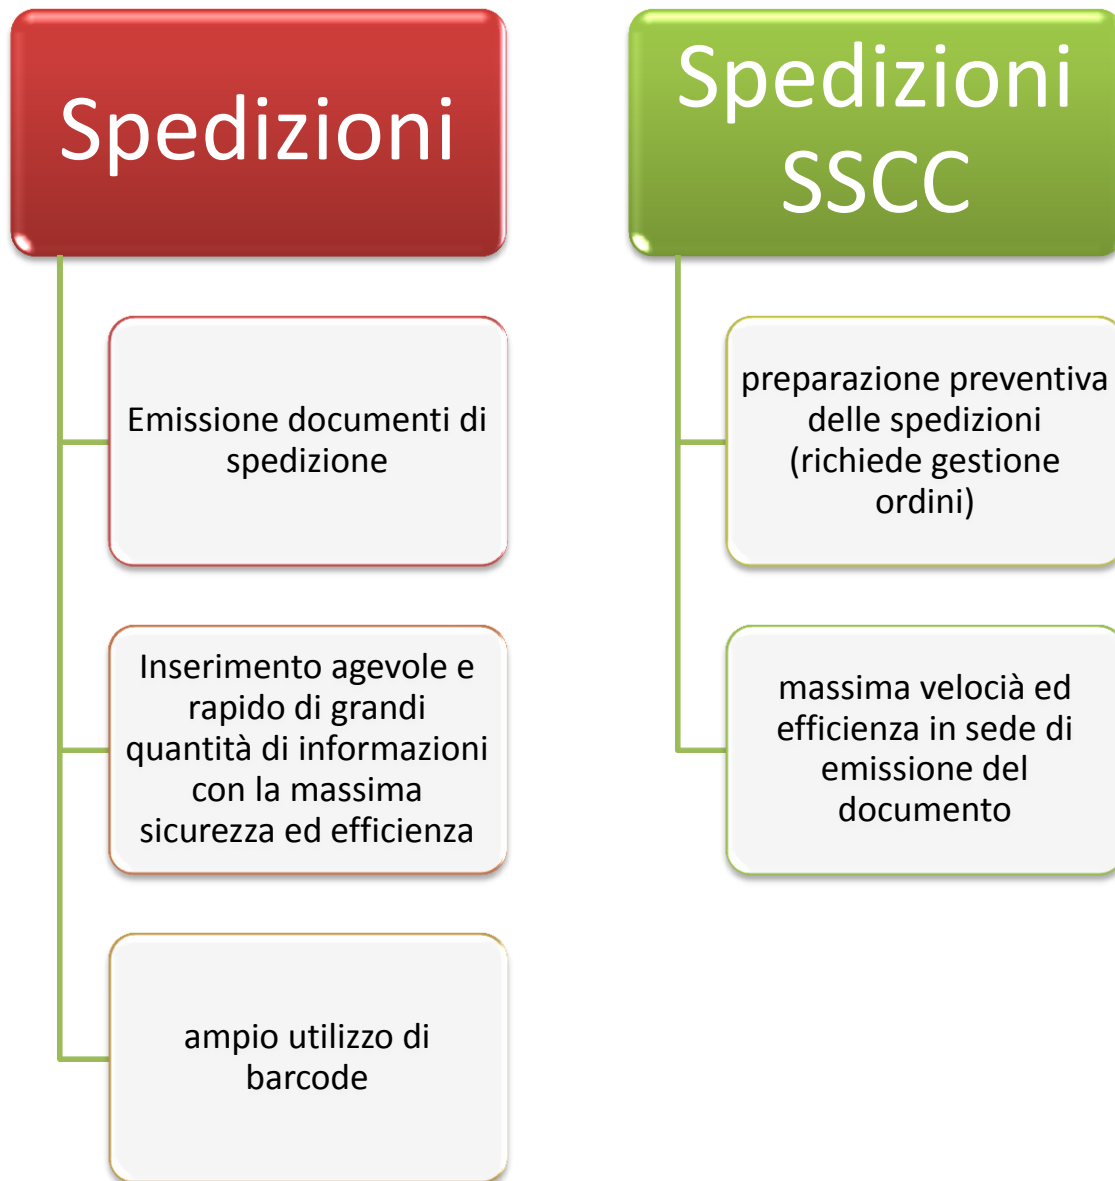 Spedizioni
Emissione documenti di
spedizione
Inserimento agevole e
rapido di grandi
quantità di informazioni
con la massima
sicurezza ed efficienza
ampio utilizzo di
barcode
Spedizioni
SSCC
preparazione preventiva
delle spedizioni
(richiede gestione
ordini)
massima velocià ed
efficienza in sede di
emissione del
documento